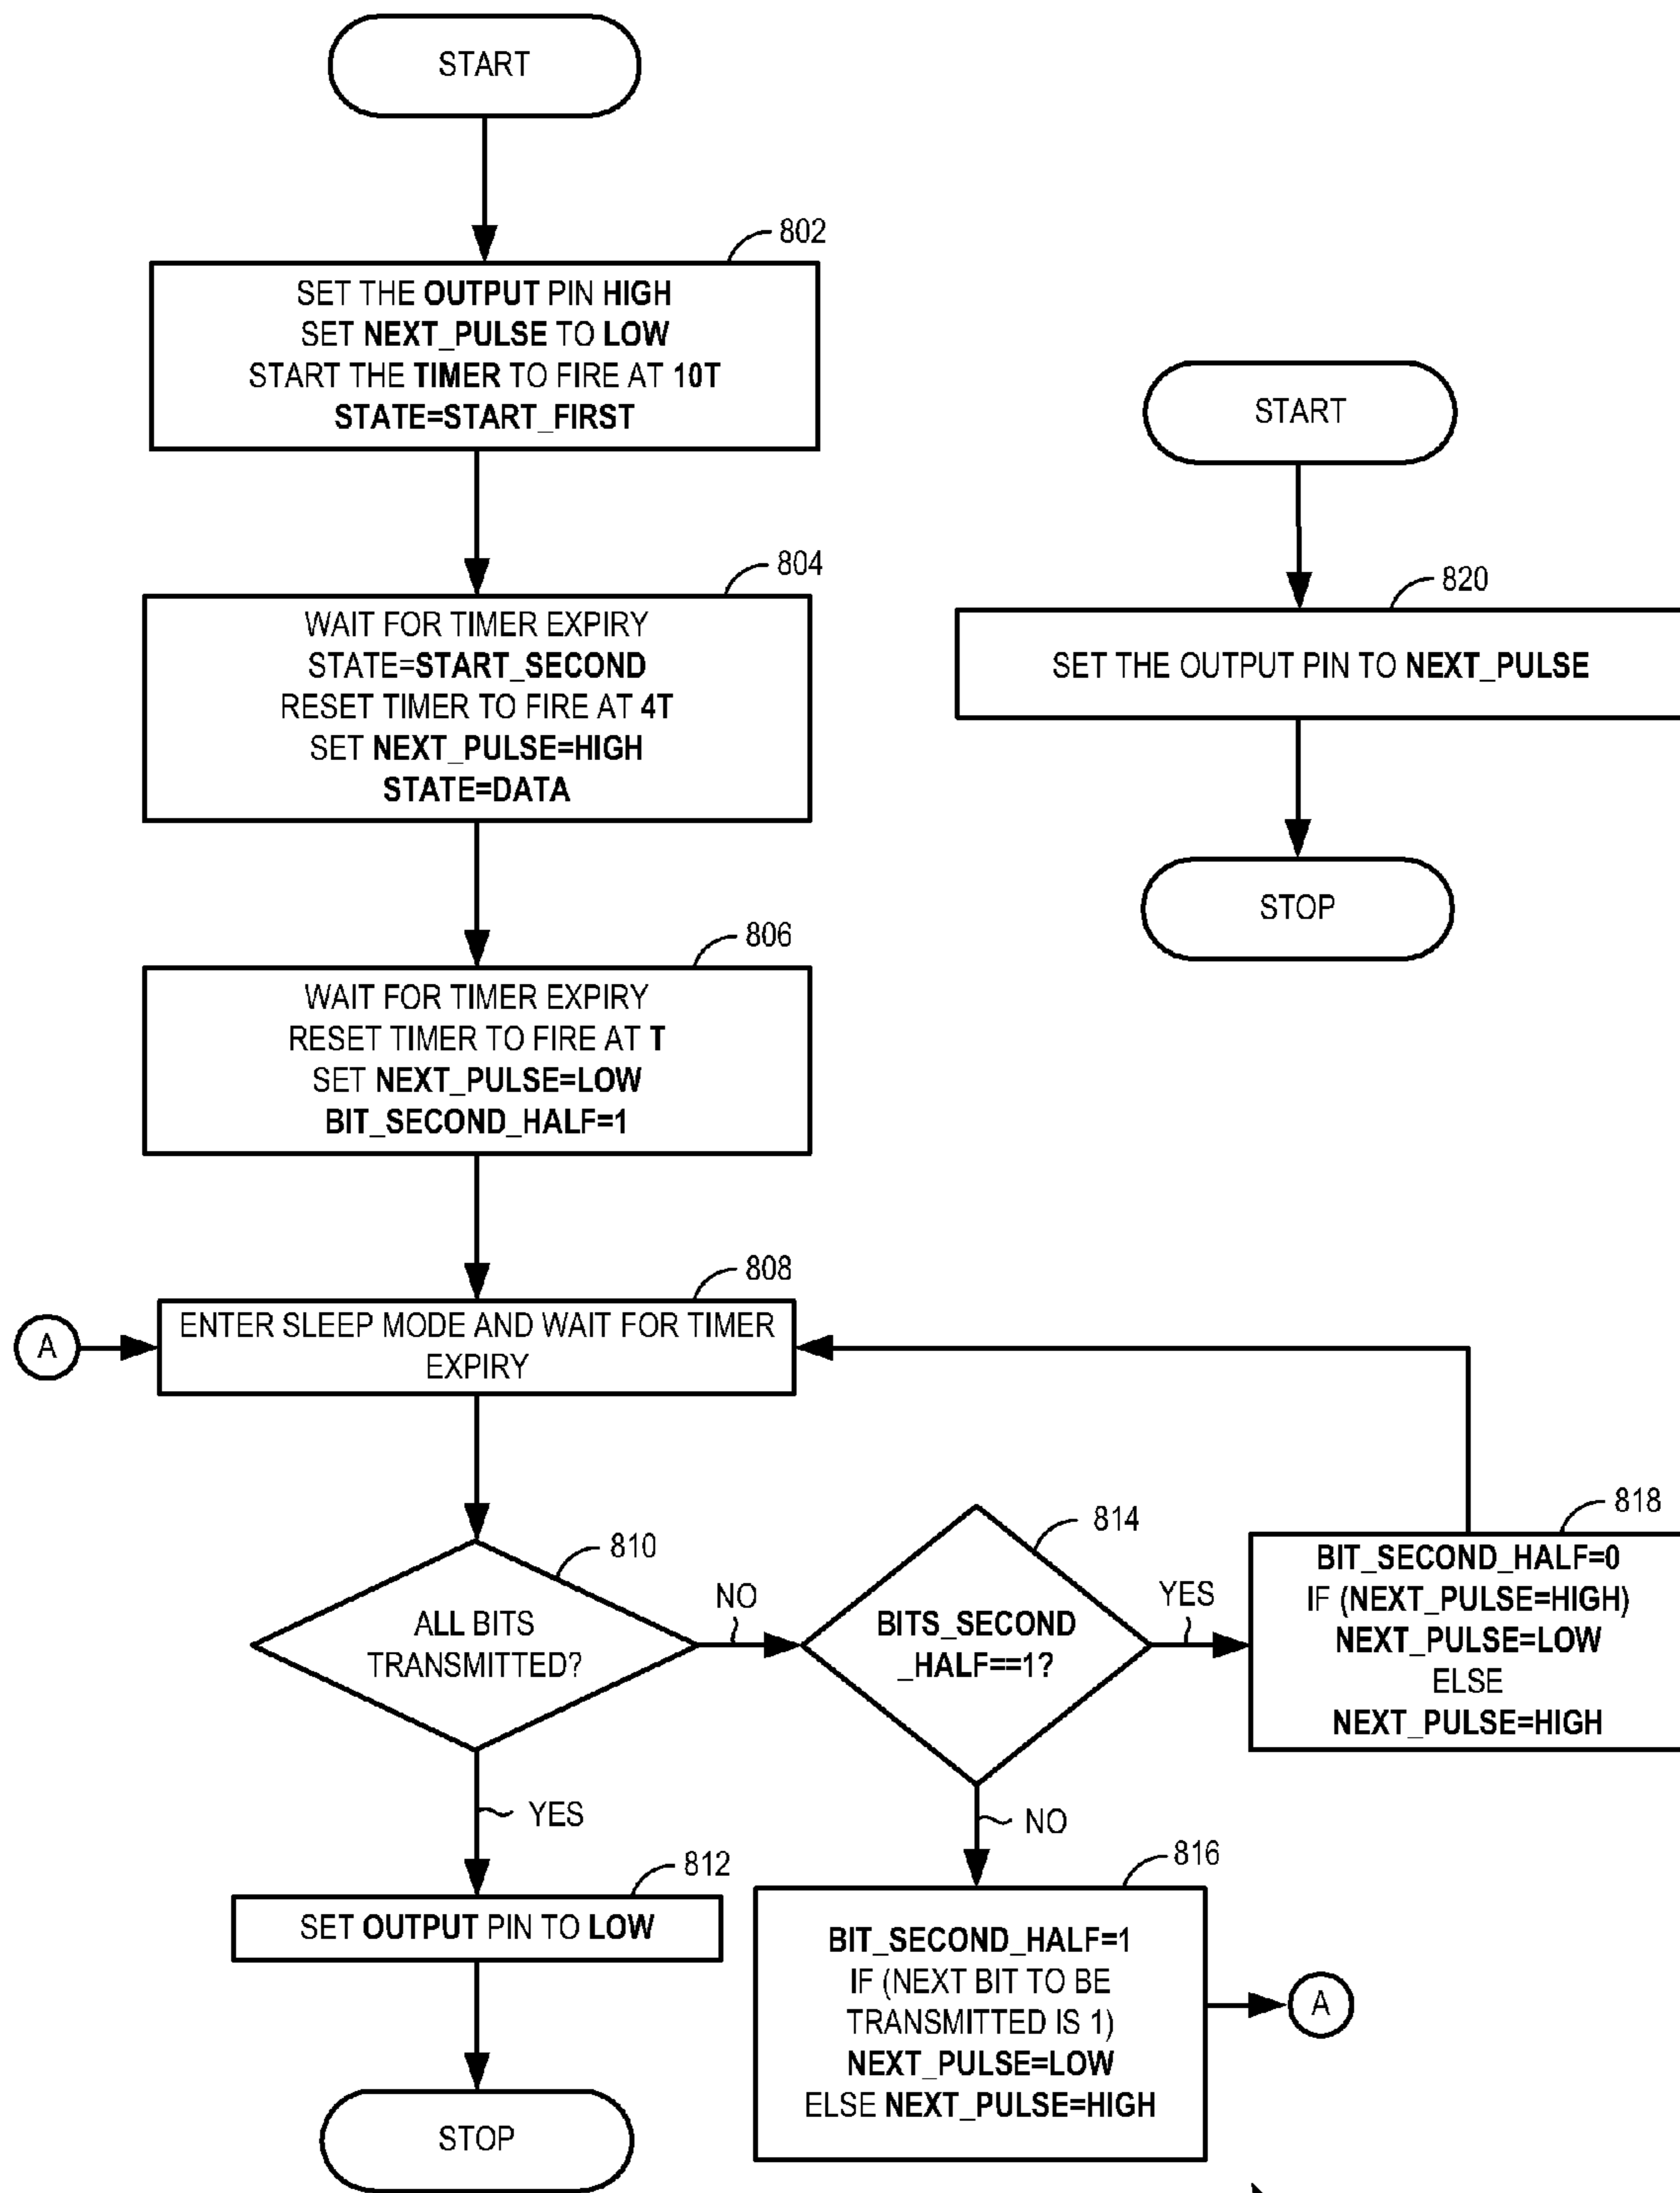 START
802
SET THE OUTPUT PIN HIGH
SET NEXT_PULSE TO LOW
START THE TIMER TO FIRE AT 10T
STATE=START_FIRST
804
WAIT FOR TIMER EXPIRY
STATE=START_SECOND
RESET TIMER TO FIRE AT 4T
SET NEXT_PULSE=HIGH
STATE=DATA
806
WAIT FOR TIMER EXPIRY
RESET TIMER TO FIRE AT T
SET NEXT_PULSE=LOW
BIT_SECOND_HALF=1
808
A
ENTER SLEEP MODE AND WAIT FOR TIMER
EXPIRY
810
ALL BITS
TRANSMITTED?
NO
YES
812
SET OUTPUT PIN TO LOW
STOP
814
BITS_SECOND
_HALF==1?
YES
NO
818
BIT_SECOND_HALF=0
IF (NEXT_PULSE=HIGH)
NEXT_PULSE=LOW
ELSE
NEXT_PULSE=HIGH
816
BIT_SECOND_HALF=1
IF (NEXT BIT TO BE
TRANSMITTED IS 1)
NEXT_PULSE=LOW
ELSE NEXT_PULSE=HIGH
A
START
820
SET THE OUTPUT PIN TO NEXT_PULSE
STOP